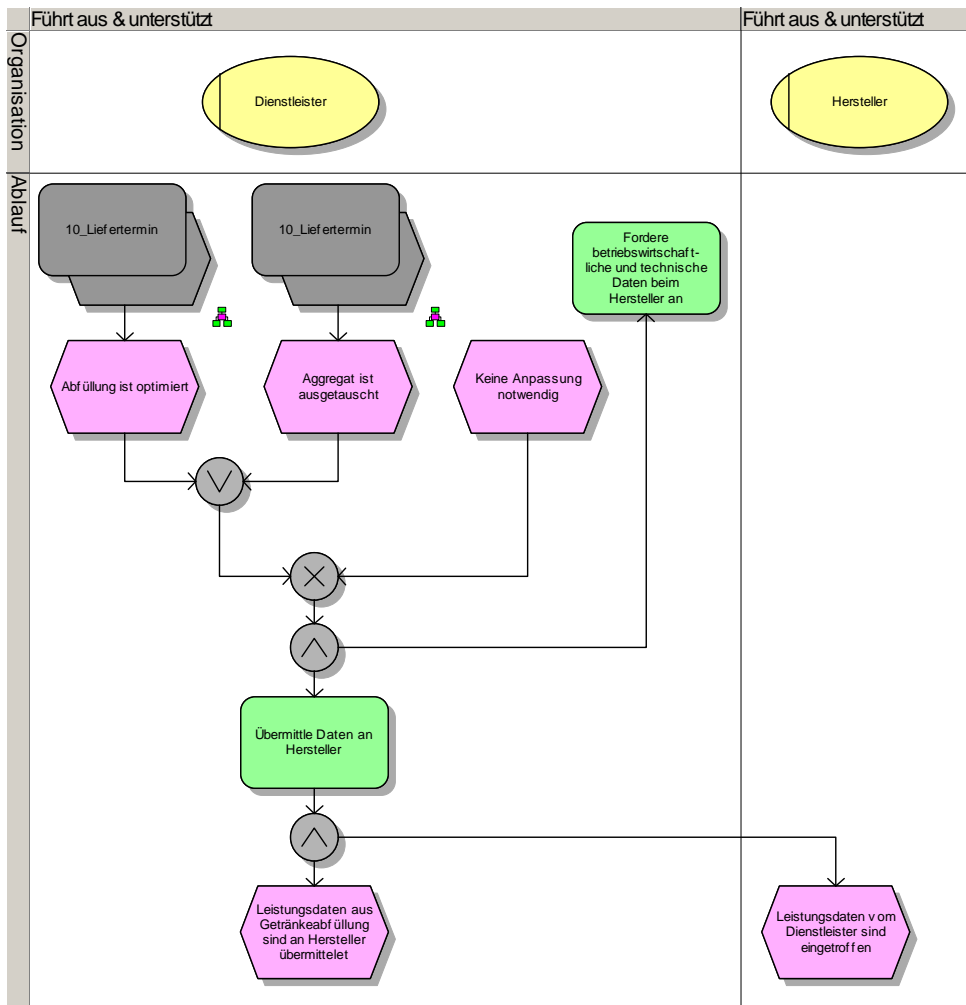 Führt aus & unterstützt
Führt aus & unterstützt
Organisation
Dienstleister
Hersteller
Ablauf
10_Liefertermin
10_Liefertermin
Fordere
betriebswirtschaft-
liche und technische
Daten beim
Hersteller an
Abfüllung ist optimiert
Aggregat ist
ausgetauscht
Keine Anpassung
notwendig
Übermittle Daten an
Hersteller
Leistungsdaten aus
Getränkeabfüllung
sind an Hersteller
übermittelet
Leistungsdaten vom
Dienstleister sind
eingetroffen